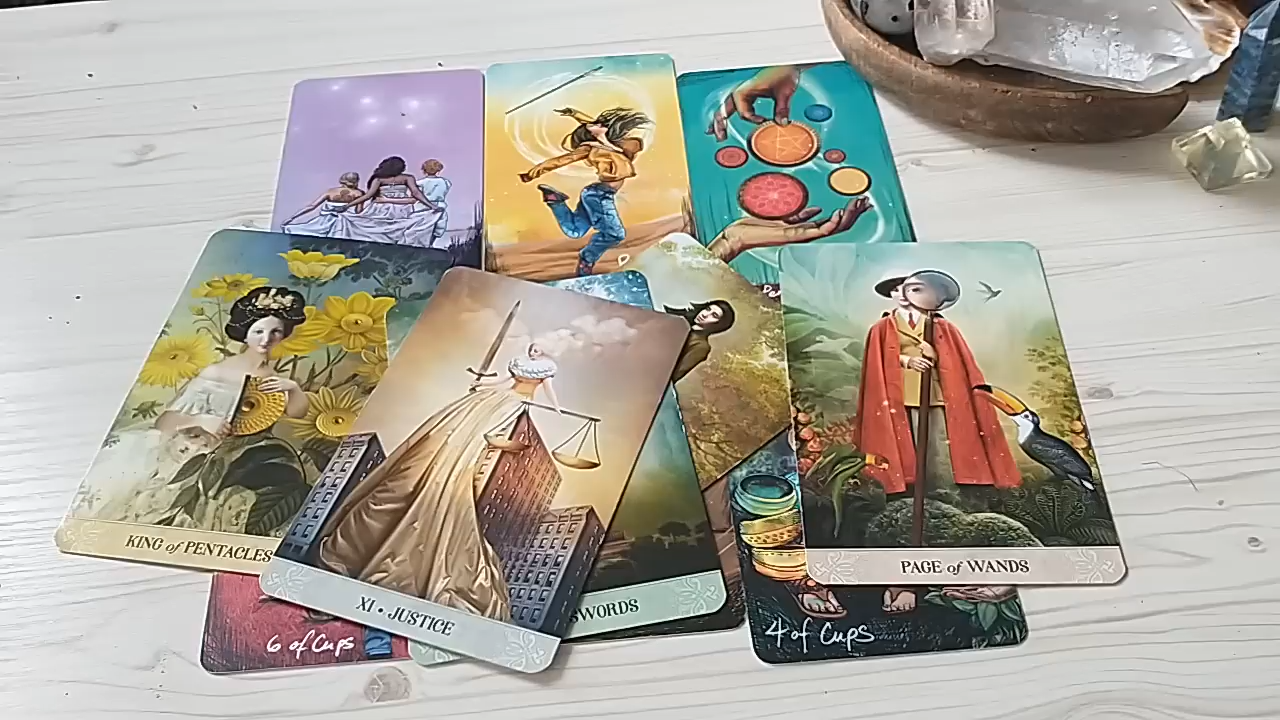 KING of PENTACLES
XI • JUSTICE
SWORDS
PAGE of WANDS
6 of Cups
4 of Cups